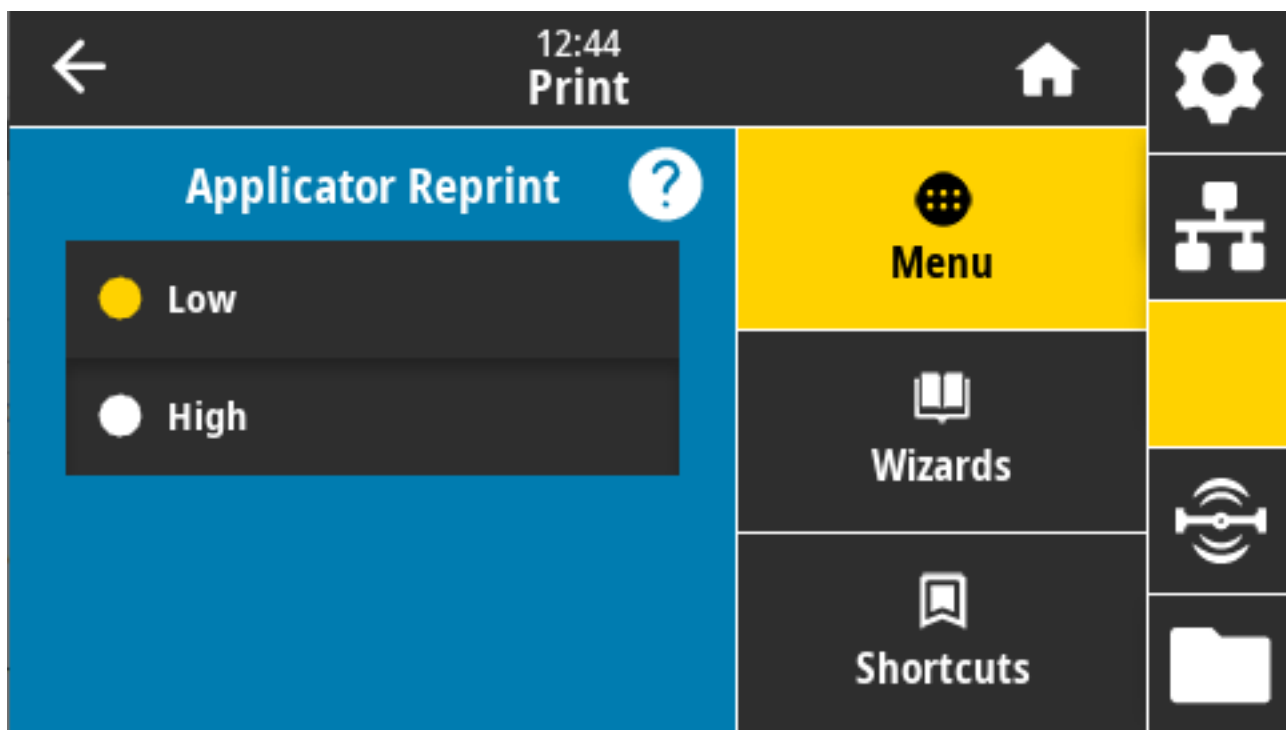 12:44
Print
Applicator Reprint ?
Low
High
Menu
Wizards
Shortcuts